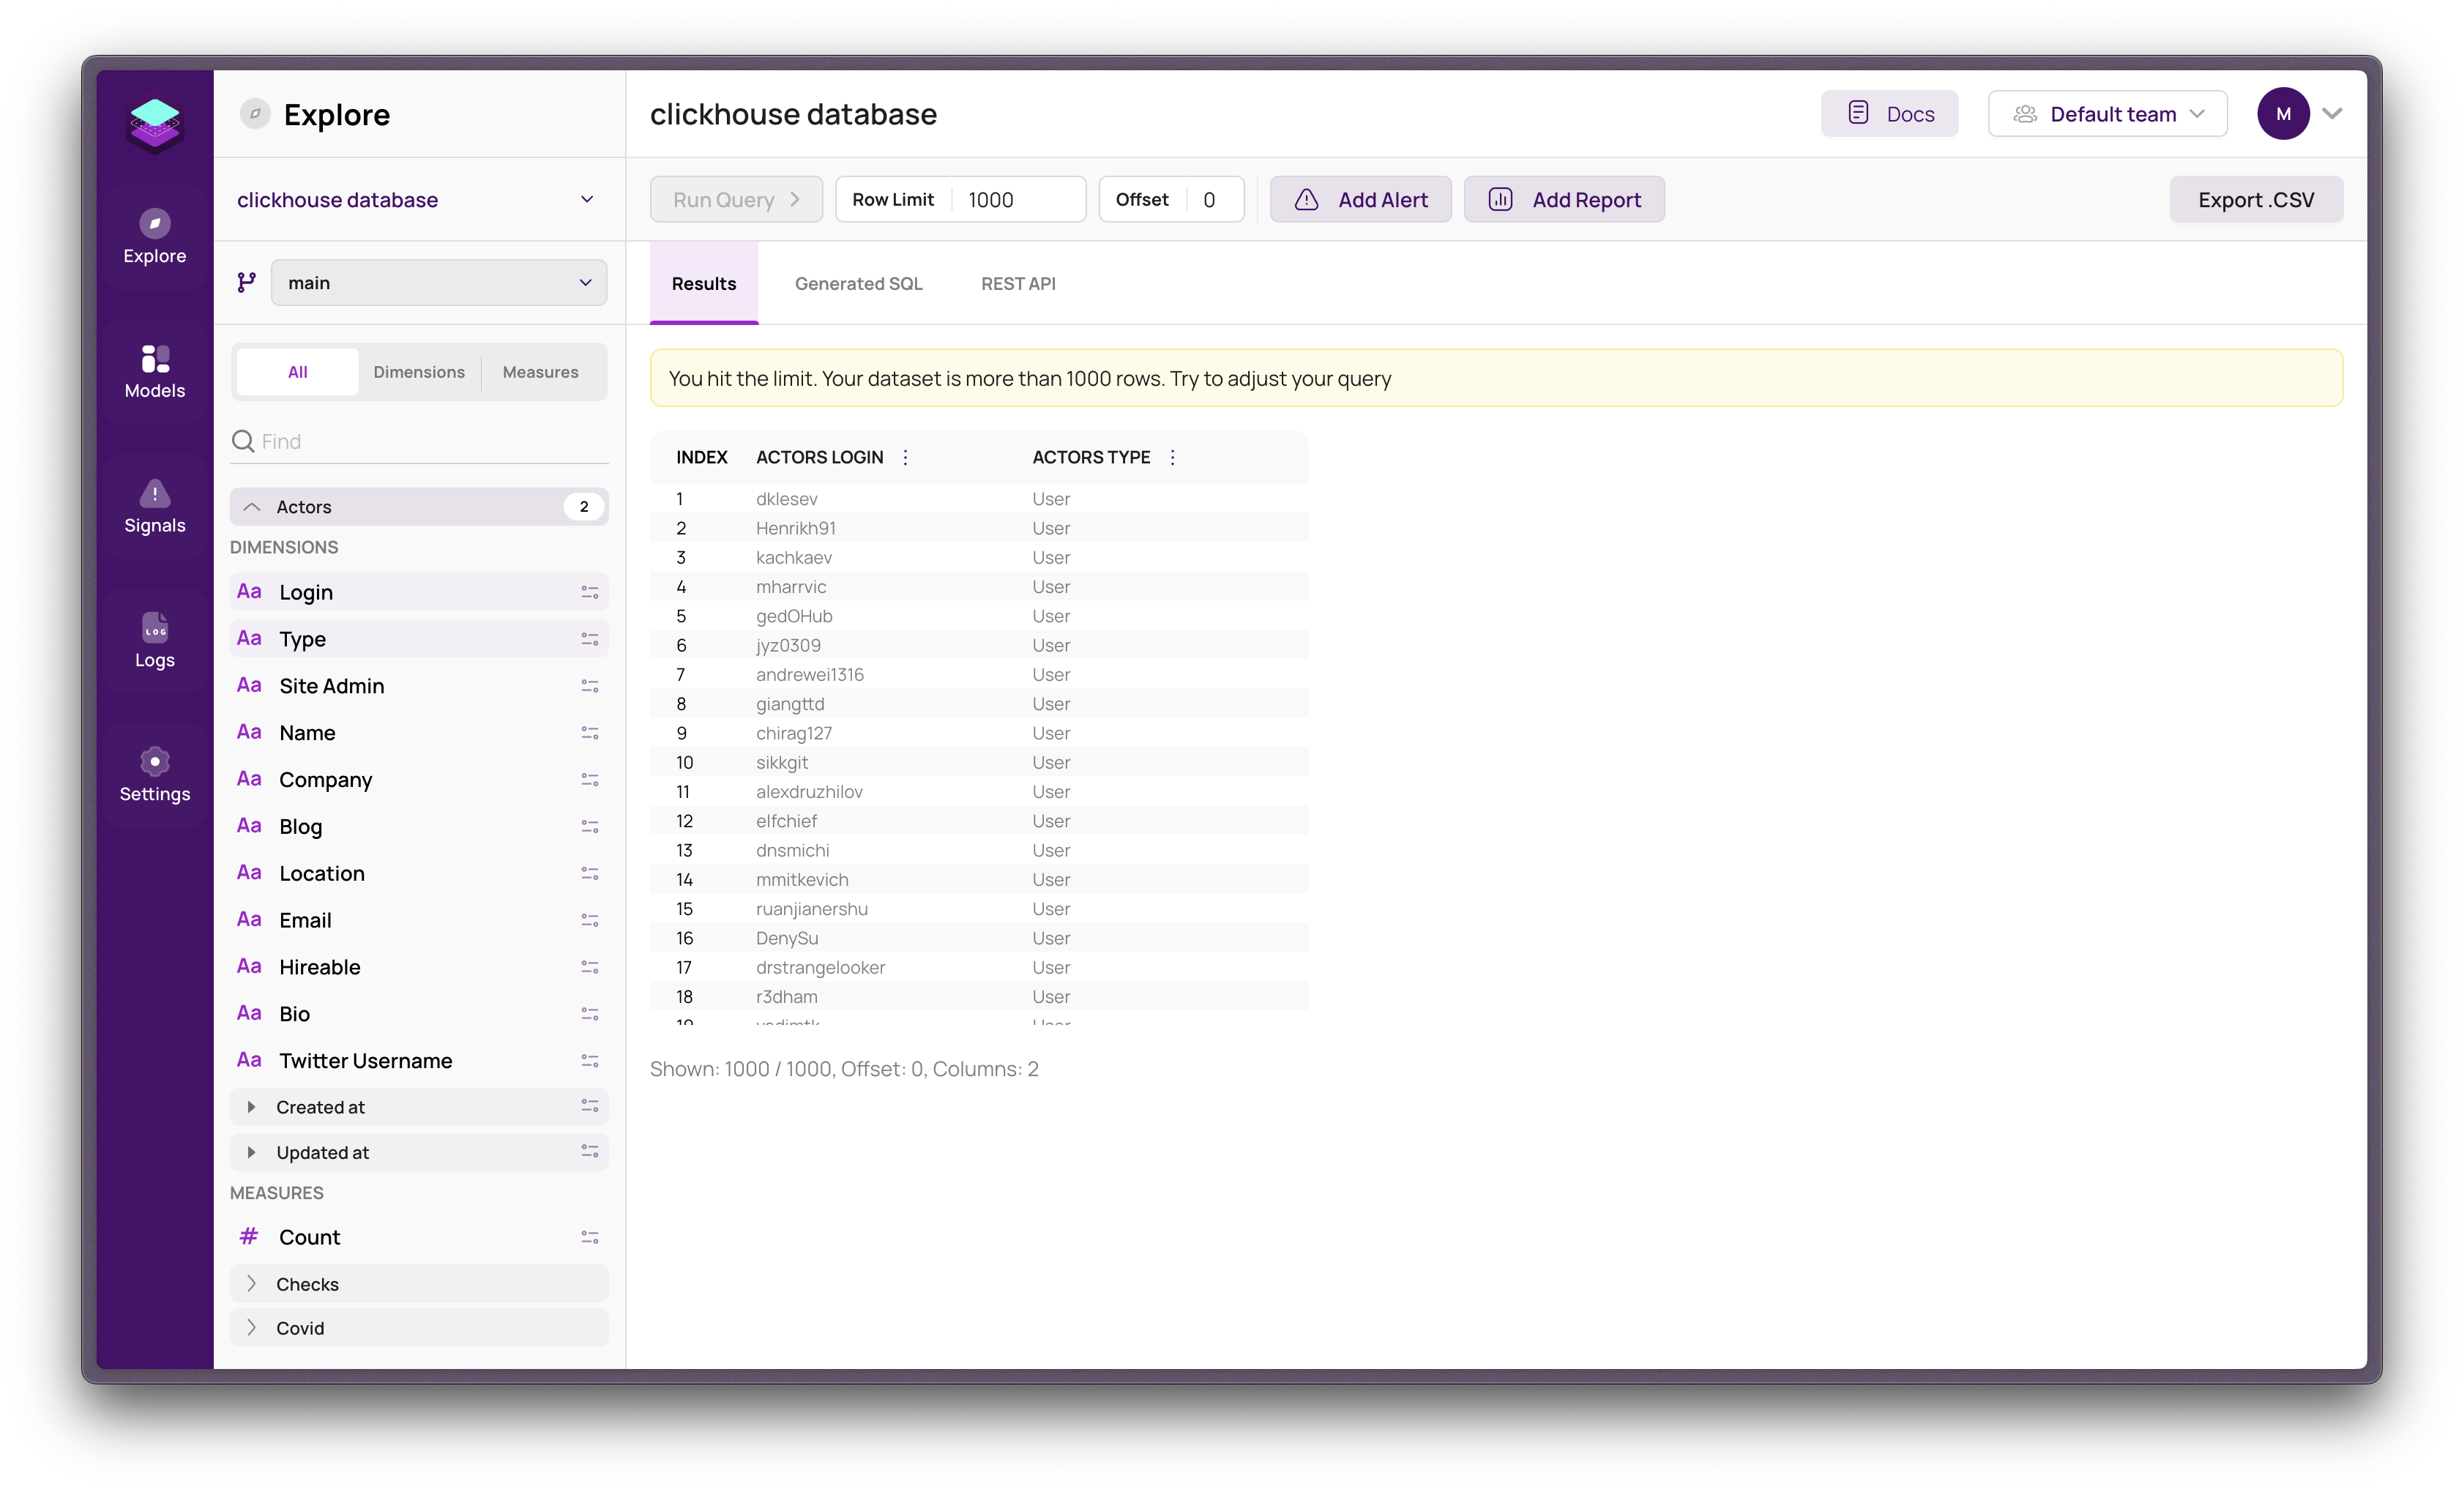 Explore
clickhouse database
Docs
Default team
M
clickhouse database
Run Query
Row Limit 1000
Offset 0
Add Alert
Add Report
Export .CSV
Explore
Models
Signals
LOG
Logs
Settings
main
All
Dimensions
Measures
Find
Actors 2
DIMENSIONS
Aa Login
Aa Type
Aa Site Admin
Aa Name
Aa Company
Aa Blog
Aa Location
Aa Email
Aa Hireable
Aa Bio
Aa Twitter Username
Created at
Updated at
MEASURES
# Count
Checks
Covid
Results
Generated SQL
REST API
You hit the limit. Your dataset is more than 1000 rows. Try to adjust your query
INDEX ACTORS LOGIN ACTORS TYPE
1 dklesev User
2 Henrikh91 User
3 kachkaev User
4 mharrvic User
5 gedOHub User
6 jyz0309 User
7 andrewei1316 User
8 giangttd User
9 chirag127 User
10 sikkgit User
11 alexdruzhilov User
12 elfchief User
13 dnsmichi User
14 mmitkevich User
15 ruanjianershu User
16 DenySu User
17 drstrangelooker User
18 r3dham User
19 User
Shown: 1000 / 1000, Offset: 0, Columns: 2